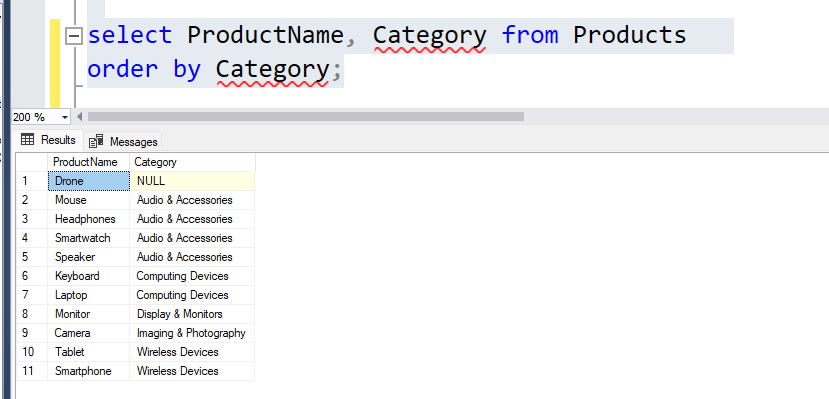 select ProductName, Category from Products
order by Category;
200 %
Results Messages
ProductName Category
1 Drone NULL
2 Mouse Audio & Accessories
3 Headphones Audio & Accessories
4 Smartwatch Audio & Accessories
5 Speaker Audio & Accessories
6 Keyboard Computing Devices
7 Laptop Computing Devices
8 Monitor Display & Monitors
9 Camera Imaging & Photography
10 Tablet Wireless Devices
11 Smartphone Wireless Devices